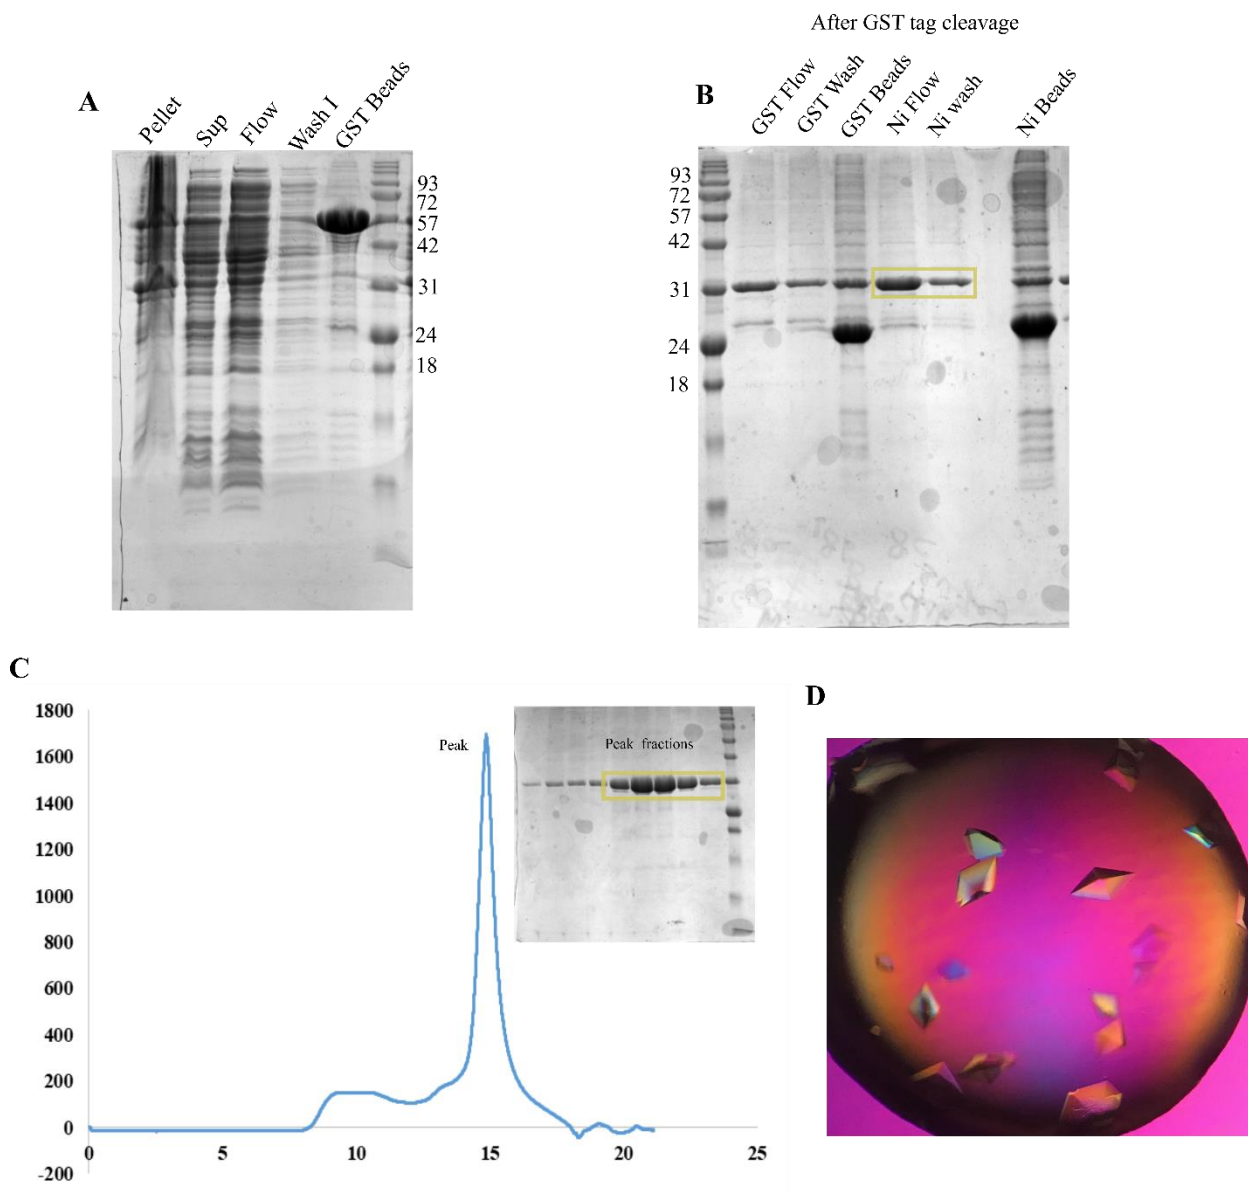 After GST tag cleavage
A
Pellet
Sup
Flow
Wash I
GST Beads
93
72
57
42
31
24
18
B
GST Flow
GST Wash
GST Beads
Ni Flow
Ni wash
Ni Beads
93
72
57
42
31
24
18
C
1800
1600
1400
1200
1000
800
600
400
200
0
-200
0
5
10
15
20
25
Peak
Peak fractions
D